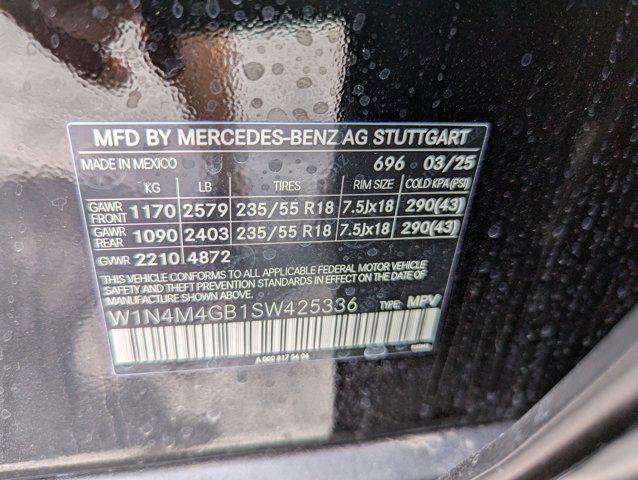 MFD BY MERCEDES-BENZ AG STUTTGART
MADE IN MEXICO 696 03/25
KG LB TIRES RIM SIZE COLD KPA (PSI)
GAWR FRONT 1170 2579 235/55 R18 7.5Jx18 290(43)
GAWR REAR 1090 2403 235/55 R18 7.5Jx18 290(43)
GVWR 2210 4872
THIS VEHICLE CONFORMS TO ALL APPLICABLE FEDERAL MOTOR VEHICLE
SAFETY AND THEFT PREVENTION STANDARDS IN EFFECT ON THE DATE OF
MANUFACTURE SHOWN ABOVE.
W1N4M4GB1SW425336 TYPE: MPV
A 000 817 54 04